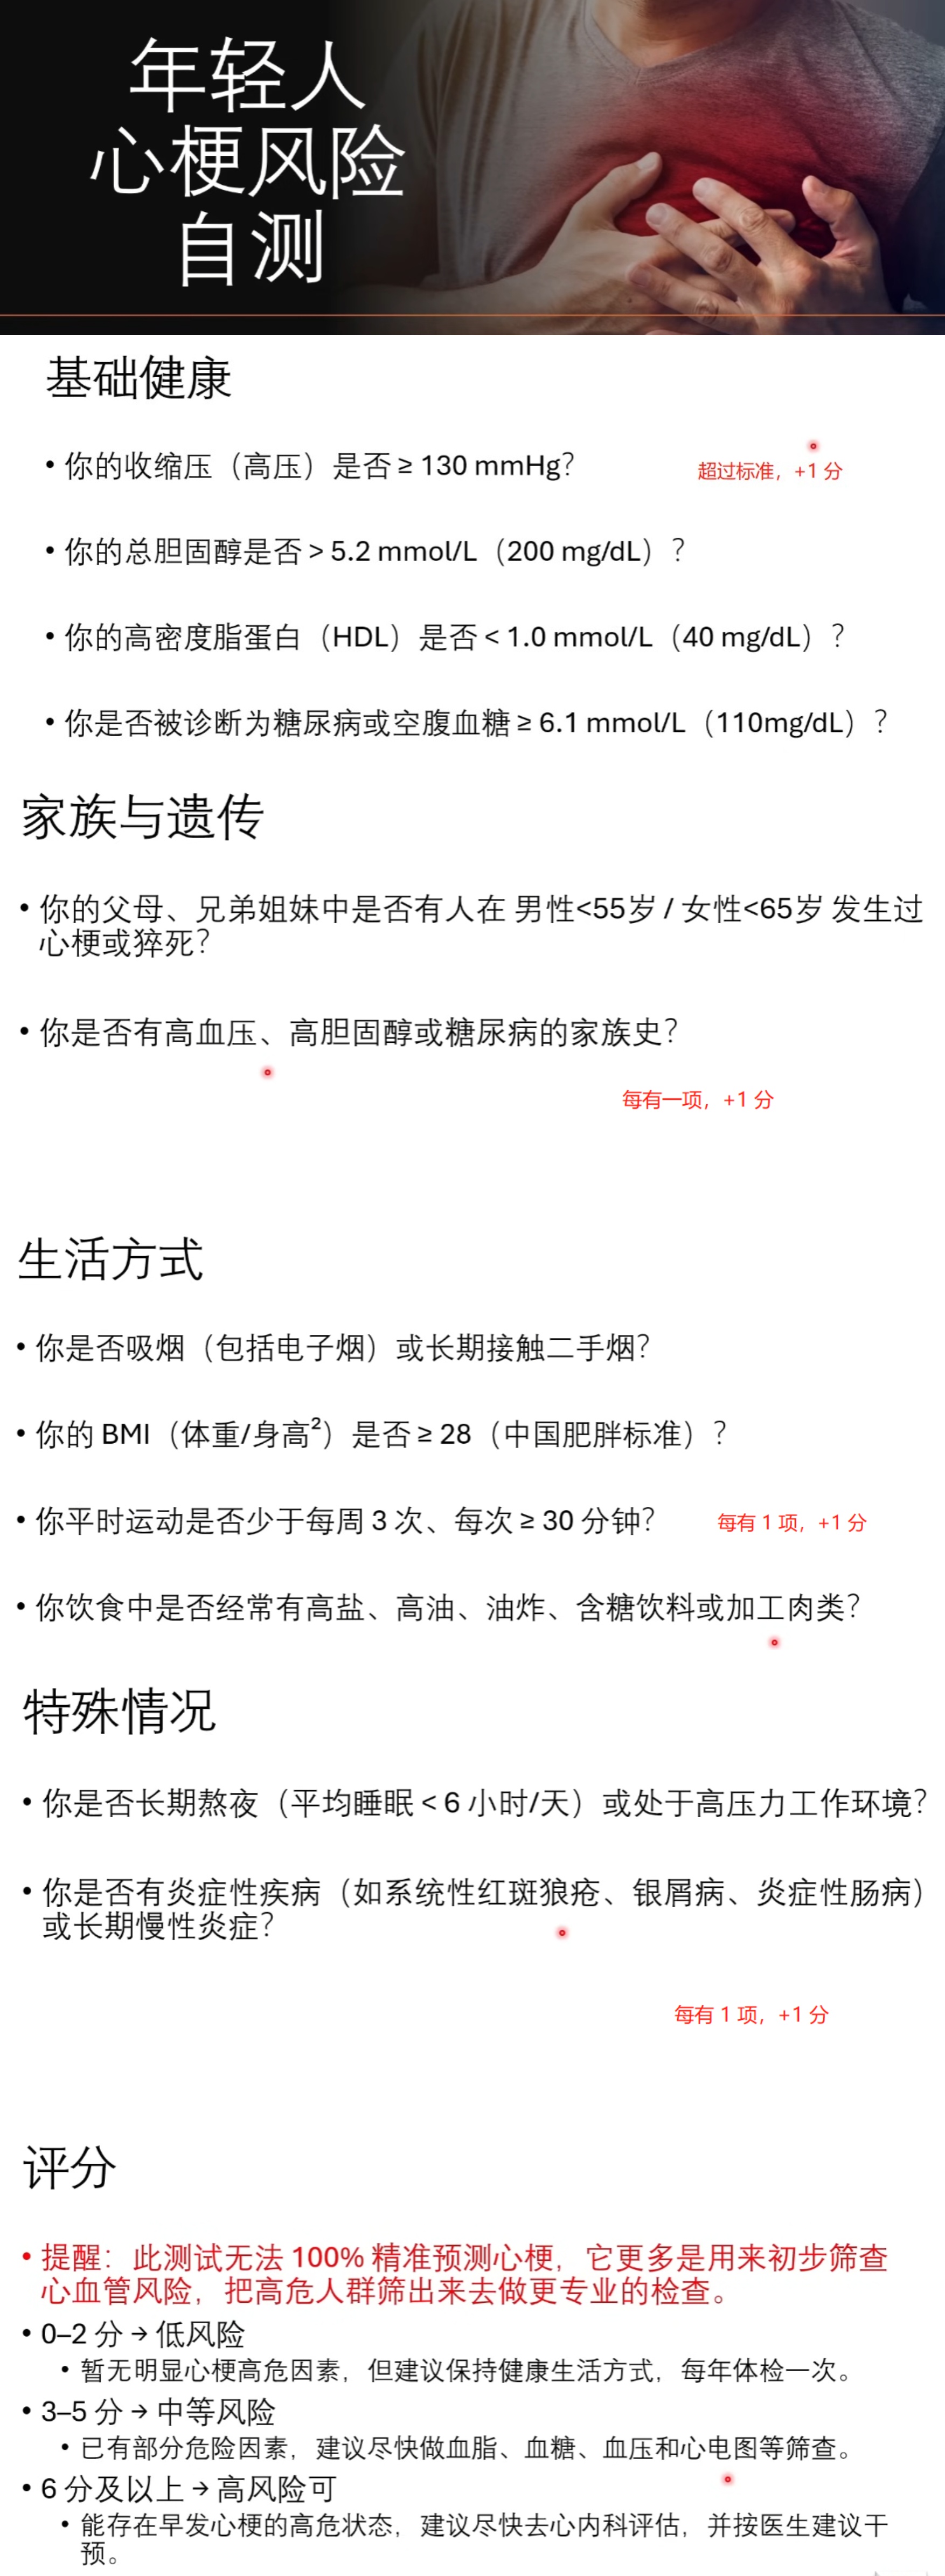 年轻人
心梗风险
自测
基础健康
• 你的收缩压（高压）是否 ≥ 130 mmHg？
超过标准，+1 分
• 你的总胆固醇是否 > 5.2 mmol/L（200 mg/dL）？
• 你的高密度脂蛋白（HDL）是否 < 1.0 mmol/L（40 mg/dL）？
• 你是否被诊断为糖尿病或空腹血糖 ≥ 6.1 mmol/L（110mg/dL）？
家族与遗传
• 你的父母、兄弟姐妹中是否有人在 男性<55岁 / 女性<65岁 发生过
心梗或猝死？
• 你是否有高血压、高胆固醇或糖尿病的家族史？
每有一项，+1 分
生活方式
• 你是否吸烟（包括电子烟）或长期接触二手烟？
• 你的 BMI（体重/身高²）是否 ≥ 28（中国肥胖标准）？
• 你平时运动是否少于每周 3 次、每次 ≥ 30 分钟？
每有 1 项，+1 分
• 你饮食中是否经常有高盐、高油、油炸、含糖饮料或加工肉类？
特殊情况
• 你是否长期熬夜（平均睡眠 < 6 小时/天）或处于高压力工作环境？
• 你是否有炎症性疾病（如系统性红斑狼疮、银屑病、炎症性肠病）
或长期慢性炎症？
每有 1 项，+1 分
评分
• 提醒：此测试无法 100% 精准预测心梗，它更多是用来初步筛查
心血管风险，把高危人群筛出来去做更专业的检查。
• 0–2 分 → 低风险
• 暂无明显心梗高危因素，但建议保持健康生活方式，每年体检一次。
• 3–5 分 → 中等风险
• 已有部分危险因素，建议尽快做血脂、血糖、血压和心电图等筛查。
• 6 分及以上 → 高风险可
• 能存在早发心梗的高危状态，建议尽快去心内科评估，并按医生建议干
预。